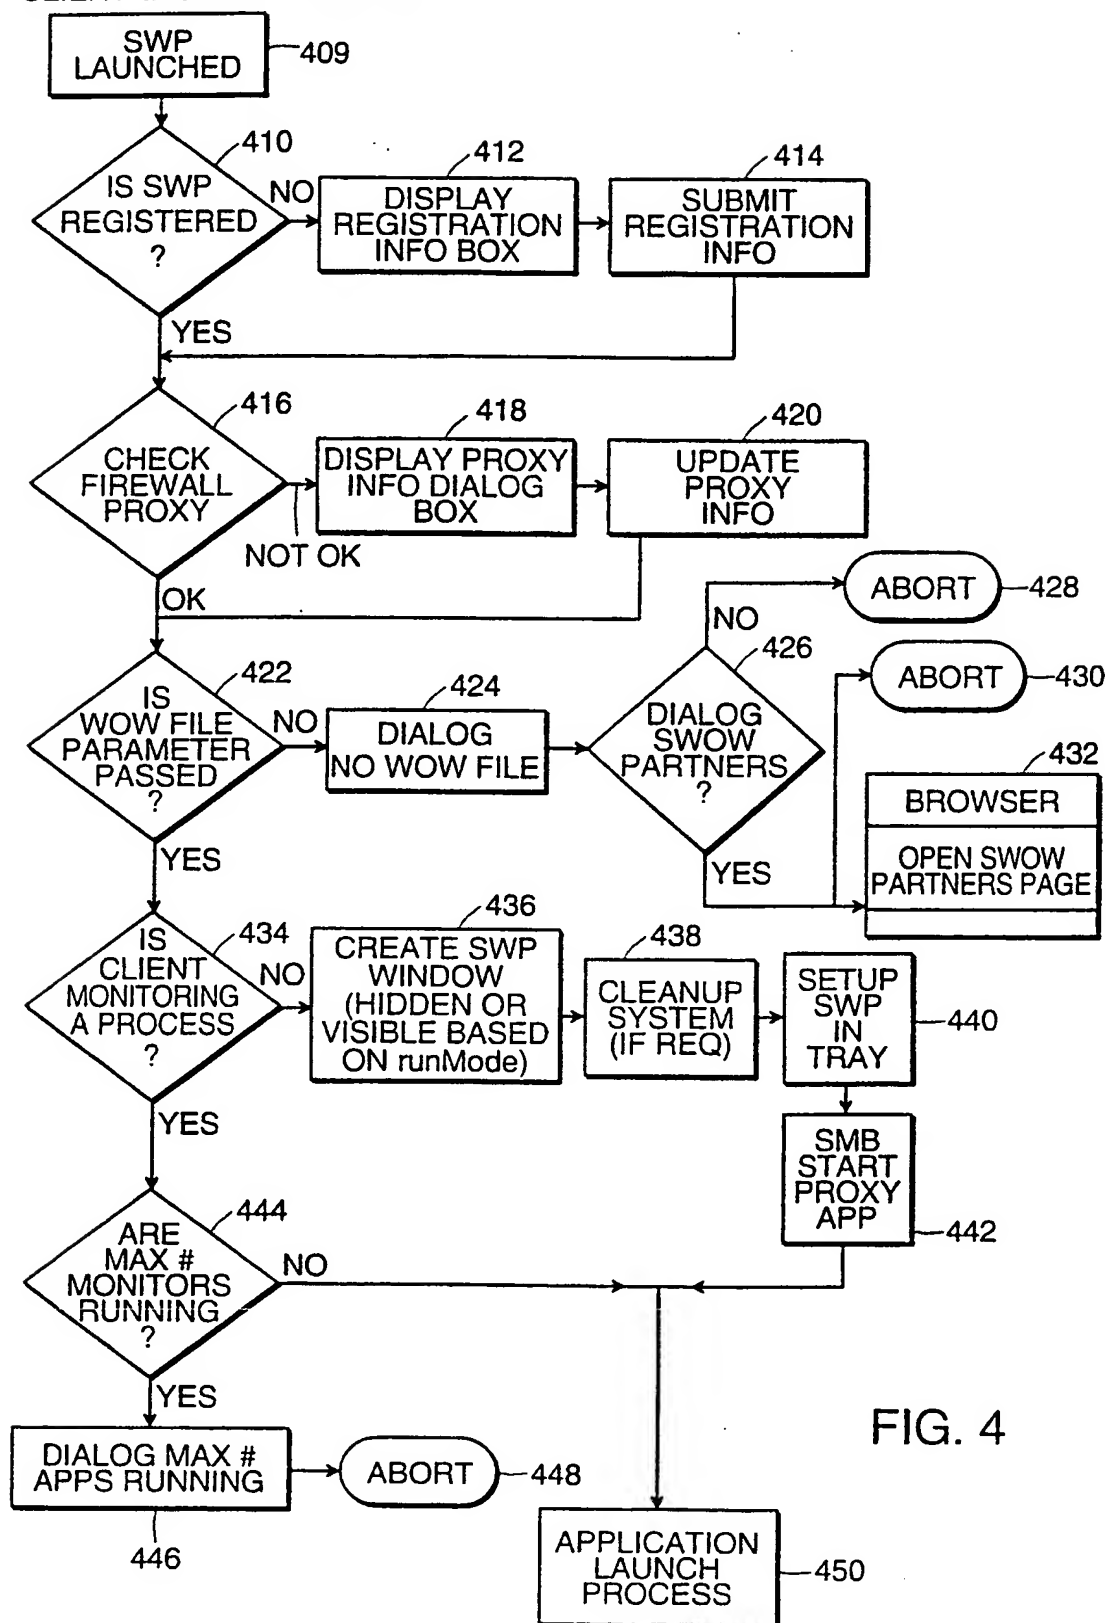 SWP
LAUNCHED
409
410
IS SWP
REGISTERED
?
NO
412
DISPLAY
REGISTRATION
INFO BOX
414
SUBMIT
REGISTRATION
INFO
YES
416
CHECK
FIREWALL
PROXY
NOT OK
418
DISPLAY PROXY
INFO DIALOG
BOX
420
UPDATE
PROXY
INFO
OK
422
IS
WOW FILE
PARAMETER
PASSED
?
NO
424
DIALOG
NO WOW FILE
426
DIALOG
SWOW
PARTNERS
?
NO
ABORT
428
ABORT
430
YES
432
BROWSER
OPEN SWOW
PARTNERS PAGE
YES
434
IS
CLIENT
MONITORING
A PROCESS
?
NO
436
CREATE SWP
WINDOW
(HIDDEN OR
VISIBLE BASED
ON runMode)
438
CLEANUP
SYSTEM
(IF REQ)
SETUP
SWP
IN
TRAY
440
SMB
START
PROXY
APP
442
YES
444
ARE
MAX #
MONITORS
RUNNING
?
NO
YES
DIALOG MAX #
APPS RUNNING
446
ABORT
448
APPLICATION
LAUNCH
PROCESS
450
FIG. 4